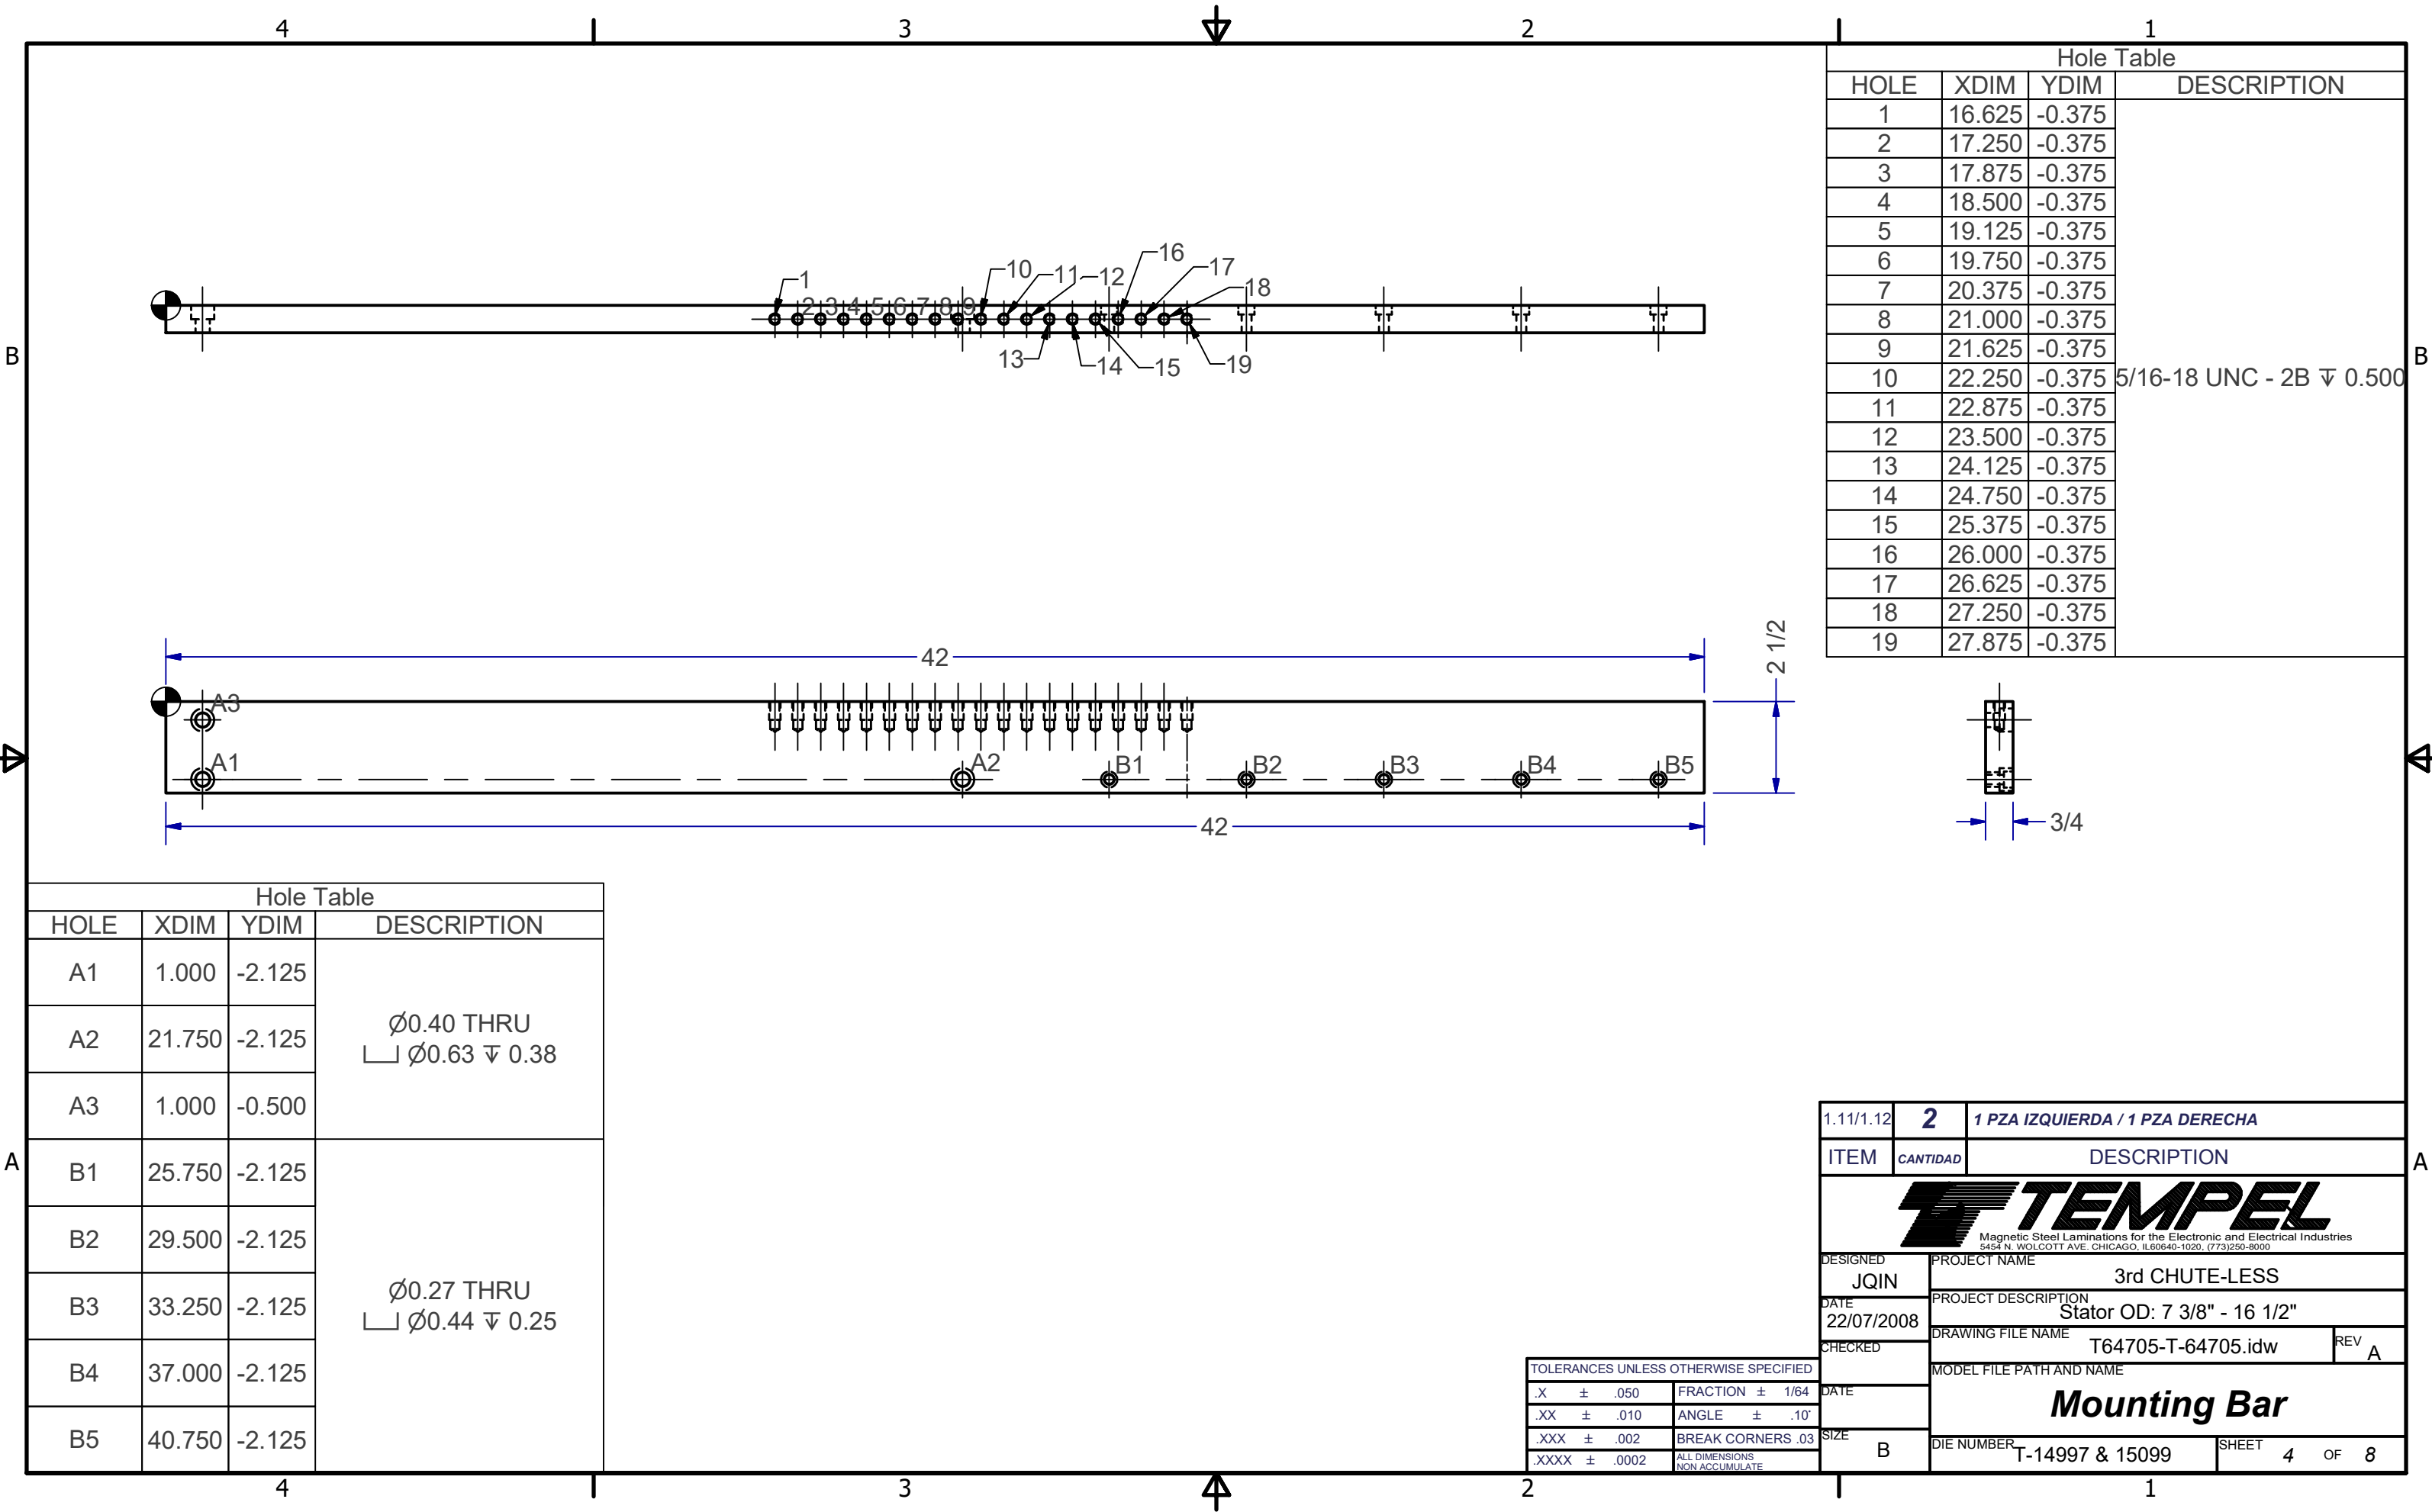 4 3 2 1
Hole Table
HOLE XDIM YDIM DESCRIPTION
1 16.625 -0.375
2 17.250 -0.375
3 17.875 -0.375
4 18.500 -0.375
5 19.125 -0.375
6 19.750 -0.375
7 20.375 -0.375
8 21.000 -0.375
9 21.625 -0.375
10 22.250 -0.375 5/16-18 UNC - 2B ↧ 0.500
11 22.875 -0.375
12 23.500 -0.375
13 24.125 -0.375
14 24.750 -0.375
15 25.375 -0.375
16 26.000 -0.375
17 26.625 -0.375
18 27.250 -0.375
19 27.875 -0.375
B B
1 2 3 4 5 6 7 8 9 10 11 12 16 17 18
13 14 15 19
42
2 1/2
A3
A1 A2 B1 B2 B3 B4 B5
42
3/4
Hole Table
HOLE XDIM YDIM DESCRIPTION
A1 1.000 -2.125
A2 21.750 -2.125
A3 1.000 -0.500
Ø0.40 THRU
⌴ Ø0.63 ↧ 0.38
B1 25.750 -2.125
B2 29.500 -2.125
B3 33.250 -2.125
B4 37.000 -2.125
B5 40.750 -2.125
Ø0.27 THRU
⌴ Ø0.44 ↧ 0.25
A A
1.11/1.12 2 1 PZA IZQUIERDA / 1 PZA DERECHA
ITEM CANTIDAD DESCRIPTION
TEMPEL
Magnetic Steel Laminations for the Electronic and Electrical Industries
5454 N. WOLCOTT AVE. CHICAGO, IL60640-1020, (773)250-8000
DESIGNED JQIN
PROJECT NAME 3rd CHUTE-LESS
DATE 22/07/2008
PROJECT DESCRIPTION Stator OD: 7 3/8" - 16 1/2"
CHECKED
DRAWING FILE NAME T64705-T-64705.idw
REV A
DATE
MODEL FILE PATH AND NAME
Mounting Bar
SIZE B
DIE NUMBER T-14997 & 15099
SHEET 4 OF 8
TOLERANCES UNLESS OTHERWISE SPECIFIED
.X ± .050 FRACTION ± 1/64
.XX ± .010 ANGLE ± .10°
.XXX ± .002 BREAK CORNERS .03
.XXXX ± .0002 ALL DIMENSIONS
NON ACCUMULATE
4 3 2 1